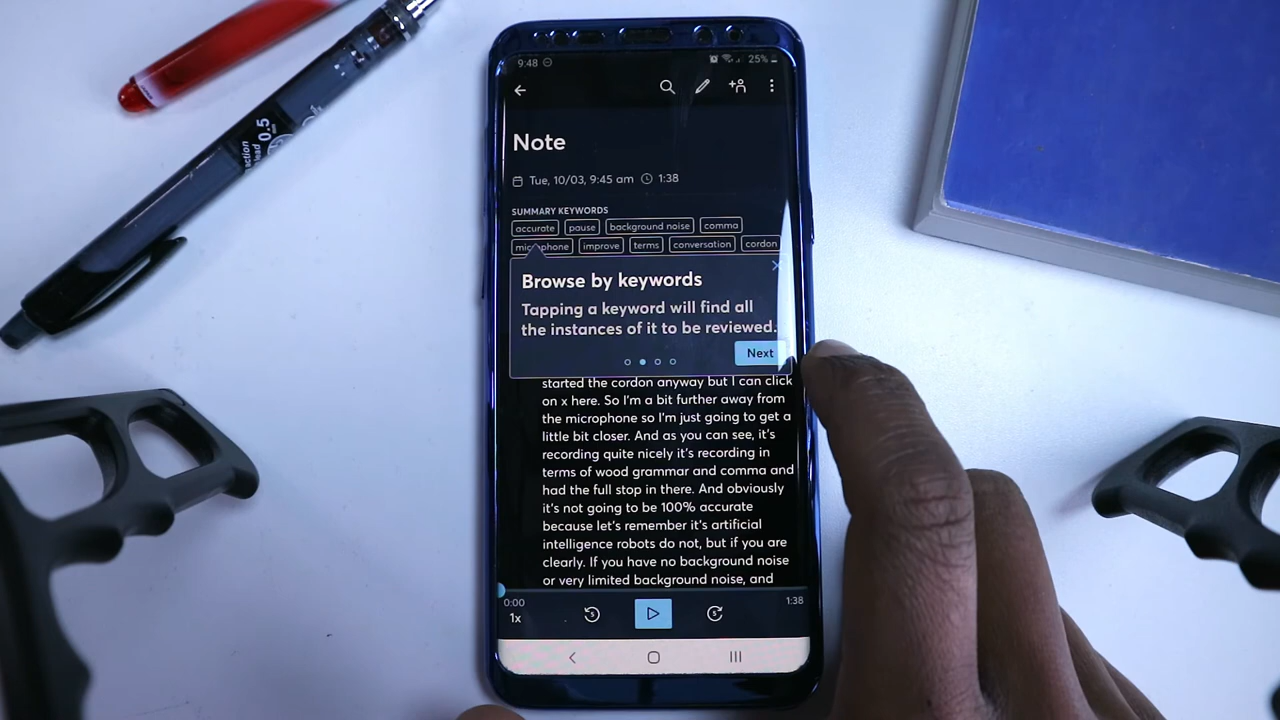 9:48
25%
Note
Tue, 10/03, 9:45 am 1:38
SUMMARY KEYWORDS
accurate pause background noise comma
microphone improve terms conversation cordon
Browse by keywords
Tapping a keyword will find all
the instances of it to be reviewed.
Next
started the cordon anyway but I can click
on x here. So I'm a bit further away from
the microphone so I'm just going to get a
little bit closer. And as you can see, it's
recording quite nicely it's recording in
terms of wood grammar and comma and
had the full stop in there. And obviously
it's not going to be 100% accurate
because let's remember it's artificial
intelligence robots do not, but if you are
clearly. If you have no background noise
or very limited background noise, and
0:00
1:38
1x
5
5
0.5